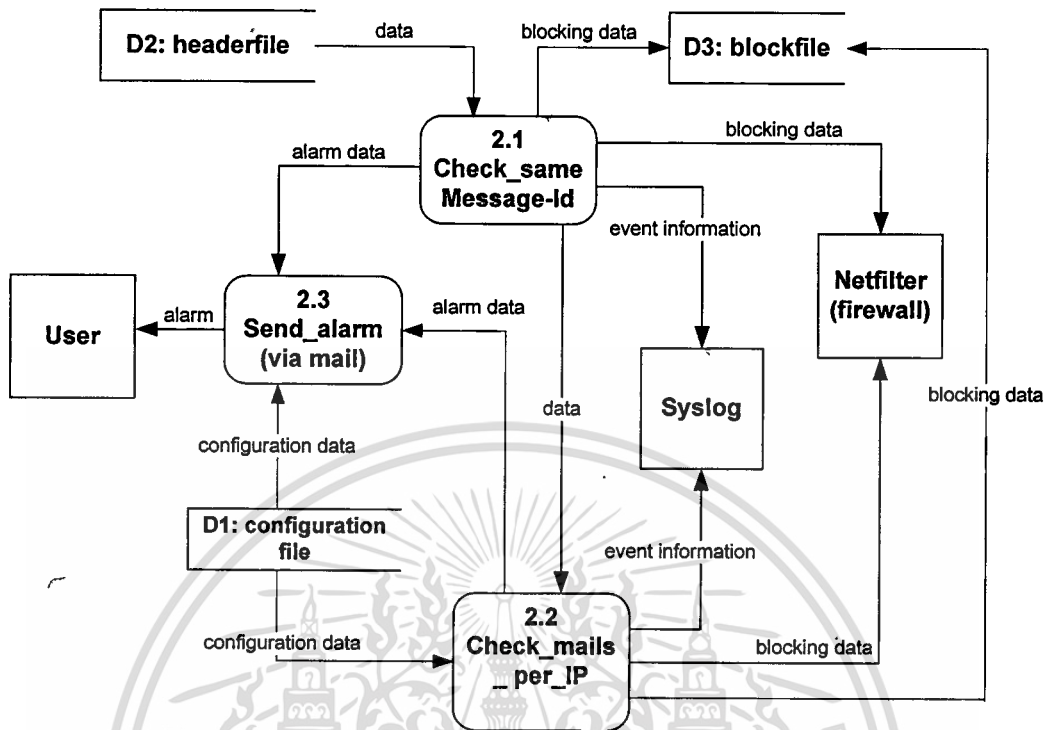 D2: headerfile
data
blocking data
D3: blockfile
2.1
Check_same
Message-Id
alarm data
blocking data
event information
Netfilter
(firewall)
User
alarm
2.3
Send_alarm
(via mail)
alarm data
Syslog
blocking data
data
configuration data
D1: configuration
file
event information
configuration data
2.2
Check_mails
_ per_IP
blocking data